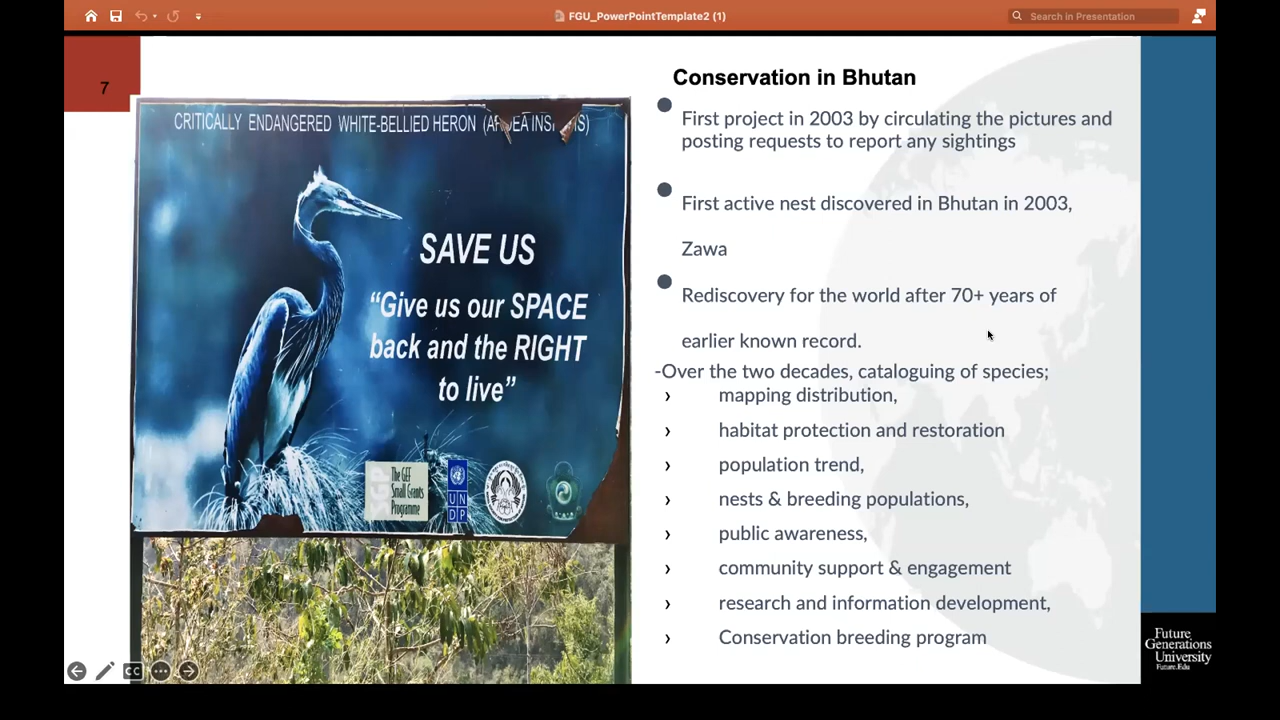 FGU_PowerPointTemplate2 (1)
Search in Presentation
7
CRITICALLY ENDANGERED WHITE-BELLIED HERON
SAVE US
“Give us our SPACE
back and the RIGHT
to live”
The GEF
Small Grants
Programme
U N
D P
Conservation in Bhutan
First project in 2003 by circulating the pictures and
posting requests to report any sightings
First active nest discovered in Bhutan in 2003,
Zawa
Rediscovery for the world after 70+ years of
earlier known record.
-Over the two decades, cataloguing of species;
› mapping distribution,
› habitat protection and restoration
› population trend,
› nests & breeding populations,
› public awareness,
› community support & engagement
› research and information development,
› Conservation breeding program
CC
Future
Generations
University
Future.Edu